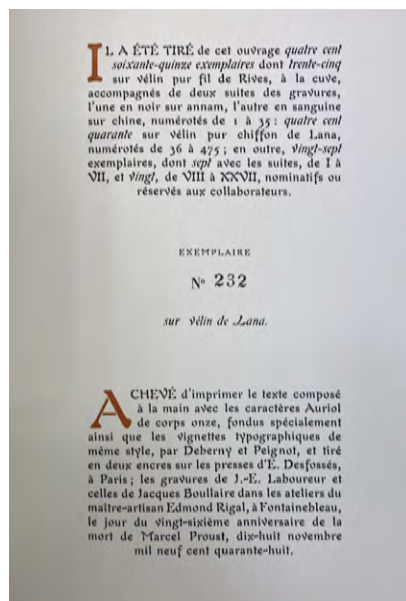 IL A ÉTÉ TIRÉ de cet ouvrage quatre cent
soixante-quinze exemplaires dont trente-cinq
sur vélin pur fil de Rives, à la cuve,
accompagnés de deux suites des gravures,
l'une en noir sur annam, l'autre en sanguine
sur chine, numérotés de 1 à 35 : quatre cent
quarante sur vélin pur chiffon de Lana,
numérotés de 36 à 475 ; en outre, vingt-sept
exemplaires, dont sept avec les suites, de I à
VII, et vingt, de VIII à XXVII, nominatifs ou
réservés aux collaborateurs.
EXEMPLAIRE
No 232
sur vélin de Lana.
ACHEVÉ d'imprimer le texte composé
à la main avec les caractères Auriol
de corps onze, fondus spécialement
ainsi que les vignettes typographiques de
même style, par Deberny et Peignot, et tiré
en deux encres sur les presses d'E. Desfossés,
à Paris ; les gravures de J.-E. Laboureur et
celles de Jacques Boullaire dans les ateliers du
maître-artisan Edmond Rigal, à Fontainebleau,
le jour du vingt-sixième anniversaire de la
mort de Marcel Proust, dix-huit novembre
mil neuf cent quarante-huit.